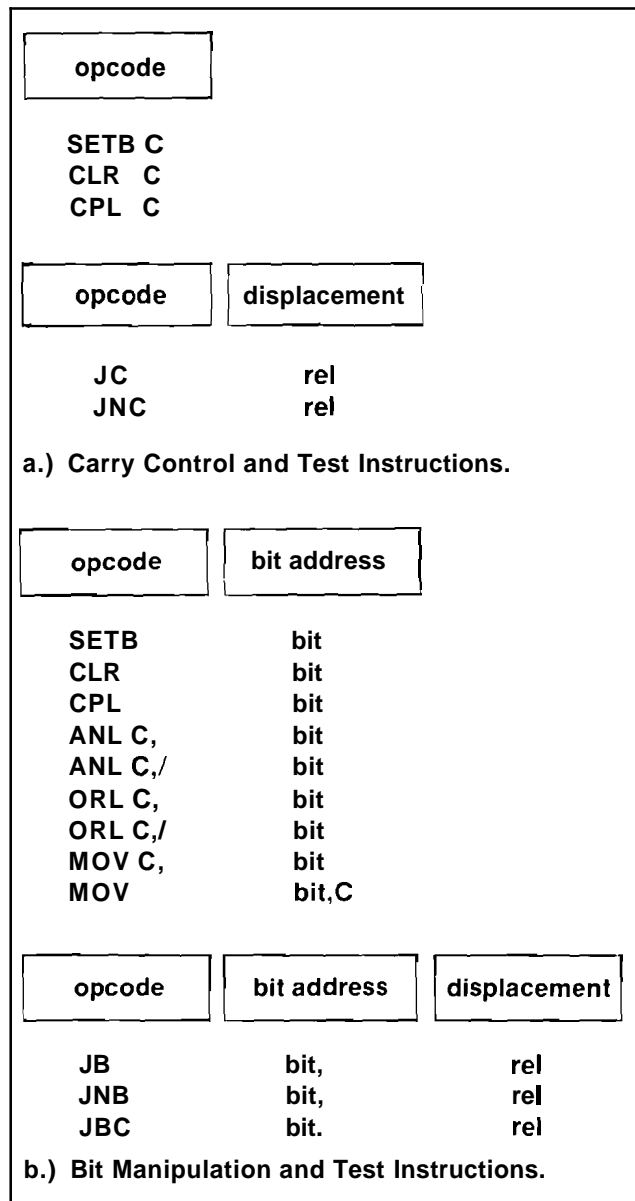 opcode
SETB C
CLR C
CPL C
opcode displacement
JC rel
JNC rel
a.) Carry Control and Test Instructions.
opcode bit address
SETB bit
CLR bit
CPL bit
ANL C, bit
ANL C,/ bit
ORL C, bit
ORL C,/ bit
MOV C, bit
MOV bit,C
opcode bit address displacement
JB bit, rel
JNB bit, rel
JBC bit. rel
b.) Bit Manipulation and Test Instructions.